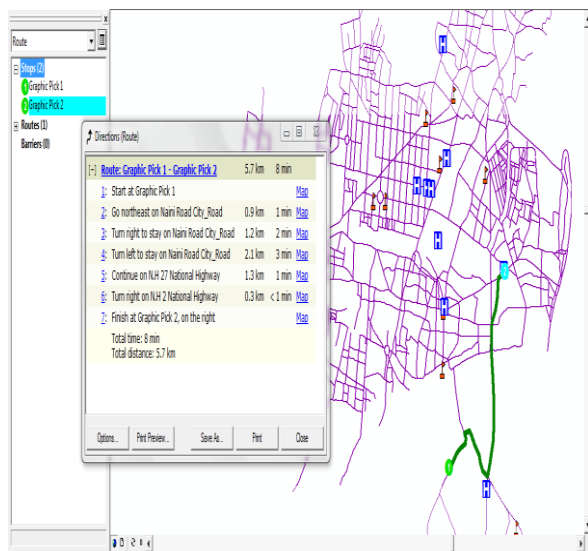 Route
Stops (2)
1 Graphic Pick 1
2 Graphic Pick 2
Routes (1)
Barriers (0)
Directions (Route)
[-] Route: Graphic Pick 1 - Graphic Pick 2 5.7 km 8 min
1: Start at Graphic Pick 1 Map
2: Go northeast on Naini Road City_Road 0.9 km 1 min Map
3: Turn right to stay on Naini Road City_Road 1.2 km 2 min Map
4: Turn left to stay on Naini Road City_Road 2.1 km 3 min Map
5: Continue on N.H 27 National Highway 1.3 km 1 min Map
6: Turn right on N.H 2 National Highway 0.3 km < 1 min Map
7: Finish at Graphic Pick 2, on the right Map
Total time: 8 min
Total distance: 5.7 km
Options... Print Preview... Save As... Print Close
H
H
H H H
H
H
H
1
H